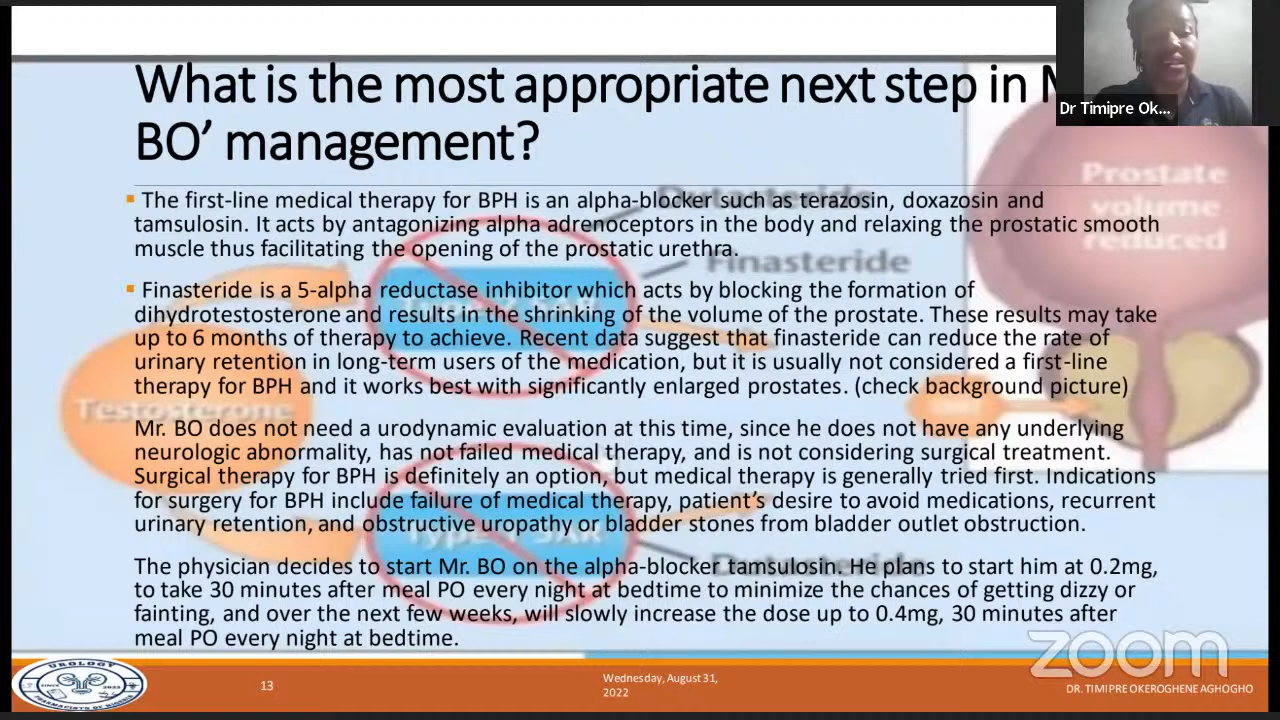 What is the most appropriate next step in M
BO’ management?
Dr Timipre Ok...
The first-line medical therapy for BPH is an alpha-blocker such as terazosin, doxazosin and
tamsulosin. It acts by antagonizing alpha adrenoceptors in the body and relaxing the prostatic smooth
muscle thus facilitating the opening of the prostatic urethra.
Finasteride is a 5-alpha reductase inhibitor which acts by blocking the formation of
dihydrotestosterone and results in the shrinking of the volume of the prostate. These results may take
up to 6 months of therapy to achieve. Recent data suggest that finasteride can reduce the rate of
urinary retention in long-term users of the medication, but it is usually not considered a first-line
therapy for BPH and it works best with significantly enlarged prostates. (check background picture)
Mr. BO does not need a urodynamic evaluation at this time, since he does not have any underlying
neurologic abnormality, has not failed medical therapy, and is not considering surgical treatment.
Surgical therapy for BPH is definitely an option, but medical therapy is generally tried first. Indications
for surgery for BPH include failure of medical therapy, patient’s desire to avoid medications, recurrent
urinary retention, and obstructive uropathy or bladder stones from bladder outlet obstruction.
The physician decides to start Mr. BO on the alpha-blocker tamsulosin. He plans to start him at 0.2mg,
to take 30 minutes after meal PO every night at bedtime to minimize the chances of getting dizzy or
fainting, and over the next few weeks, will slowly increase the dose up to 0.4mg, 30 minutes after
meal PO every night at bedtime.
Dutasteride
Finasteride
Testosterone
Prostate
volume
reduced
Dutasteride
zoom
UROLOGY
13
Wednesday, August 31,
2022
DR. TIMIPRE OKEROGHENE AGHOGHO